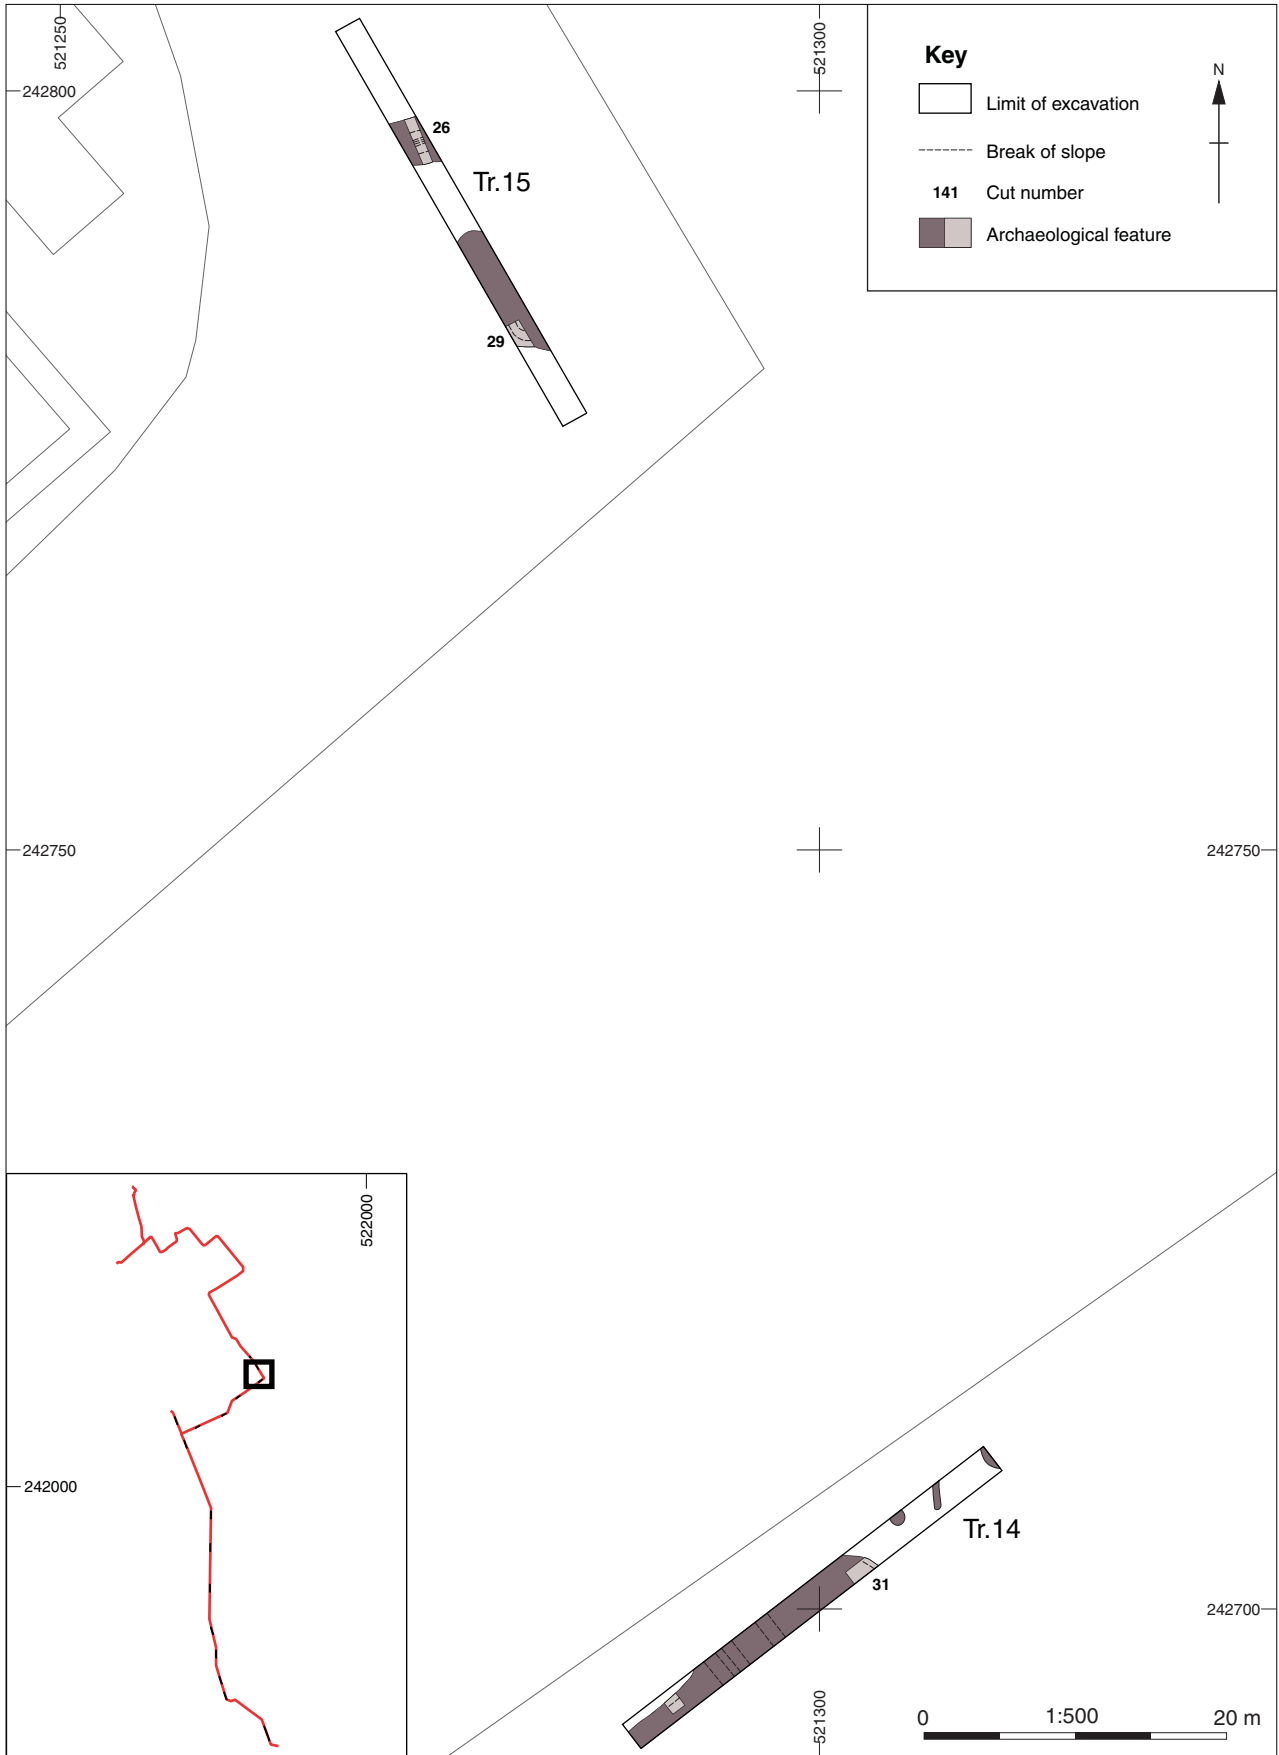 521250
521300
242800
Key
Limit of excavation
Break of slope
141 Cut number
Archaeological feature
N
26
Tr.15
29
242750
242750
522000
242000
Tr.14
31
242700
521300
0 1:500 20 m